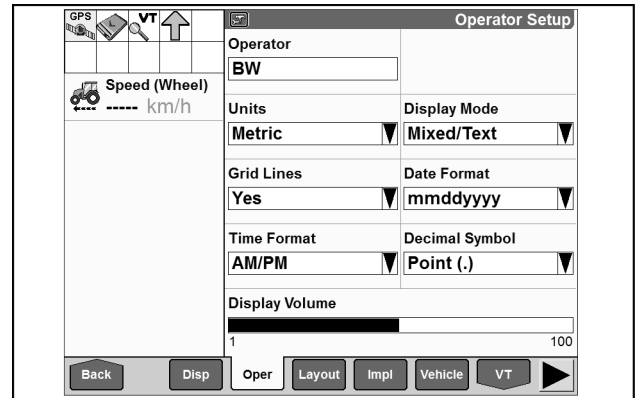 GPS VT
Operator Setup
Speed (Wheel)
----- km/h
Operator
BW
Units
Metric
Display Mode
Mixed/Text
Grid Lines
Yes
Date Format
mmddyyyy
Time Format
AM/PM
Decimal Symbol
Point (.)
Display Volume
1 100
Back Disp Oper Layout Impl Vehicle VT